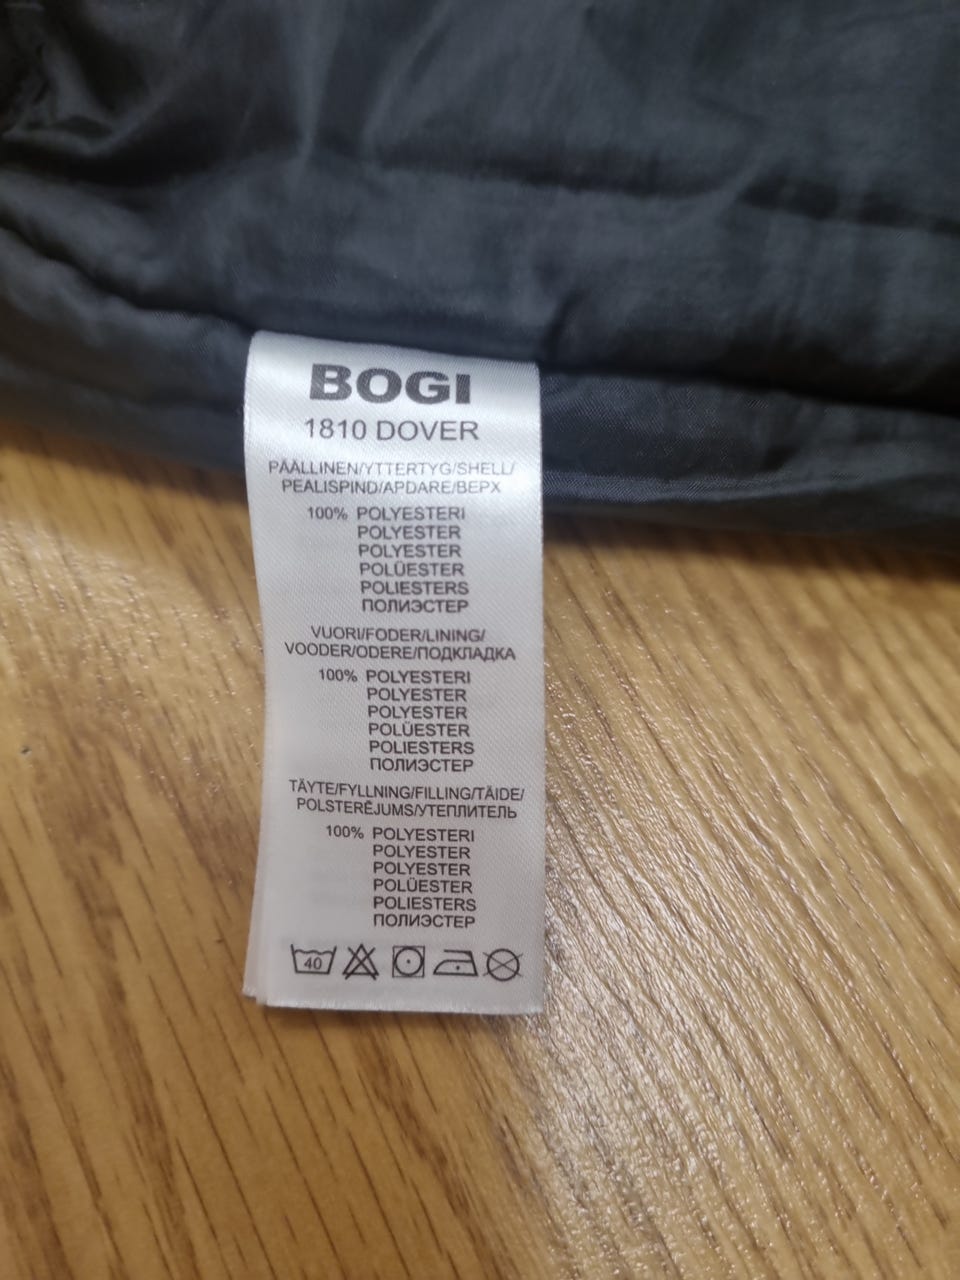 BOGI
1810 DOVER
PÄÄLLINEN/YTTERTYG/SHELL/
PEALISPIND/APDARE/ВЕРХ
100% POLYESTERI
POLYESTER
POLYESTER
POLÜESTER
POLIESTERS
ПОЛИЭСТЕР
VUORI/FODER/LINING/
VOODER/ODERE/ПОДКЛАДКА
100% POLYESTERI
POLYESTER
POLYESTER
POLÜESTER
POLIESTERS
ПОЛИЭСТЕР
TÄYTE/FYLLNING/FILLING/TÄIDE/
POLSTERĒJUMS/УТЕПЛИТЕЛЬ
100% POLYESTERI
POLYESTER
POLYESTER
POLÜESTER
POLIESTERS
ПОЛИЭСТЕР
40